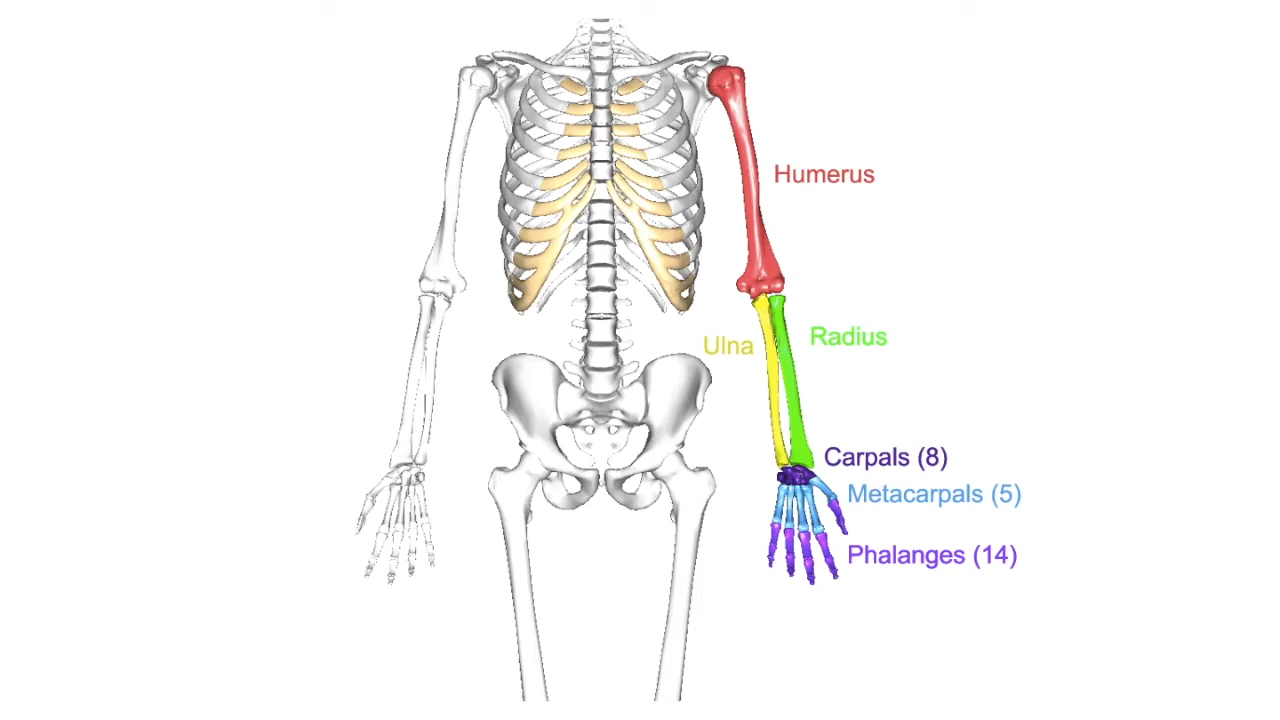 Humerus
Ulna
Radius
Carpals (8)
Metacarpals (5)
Phalanges (14)